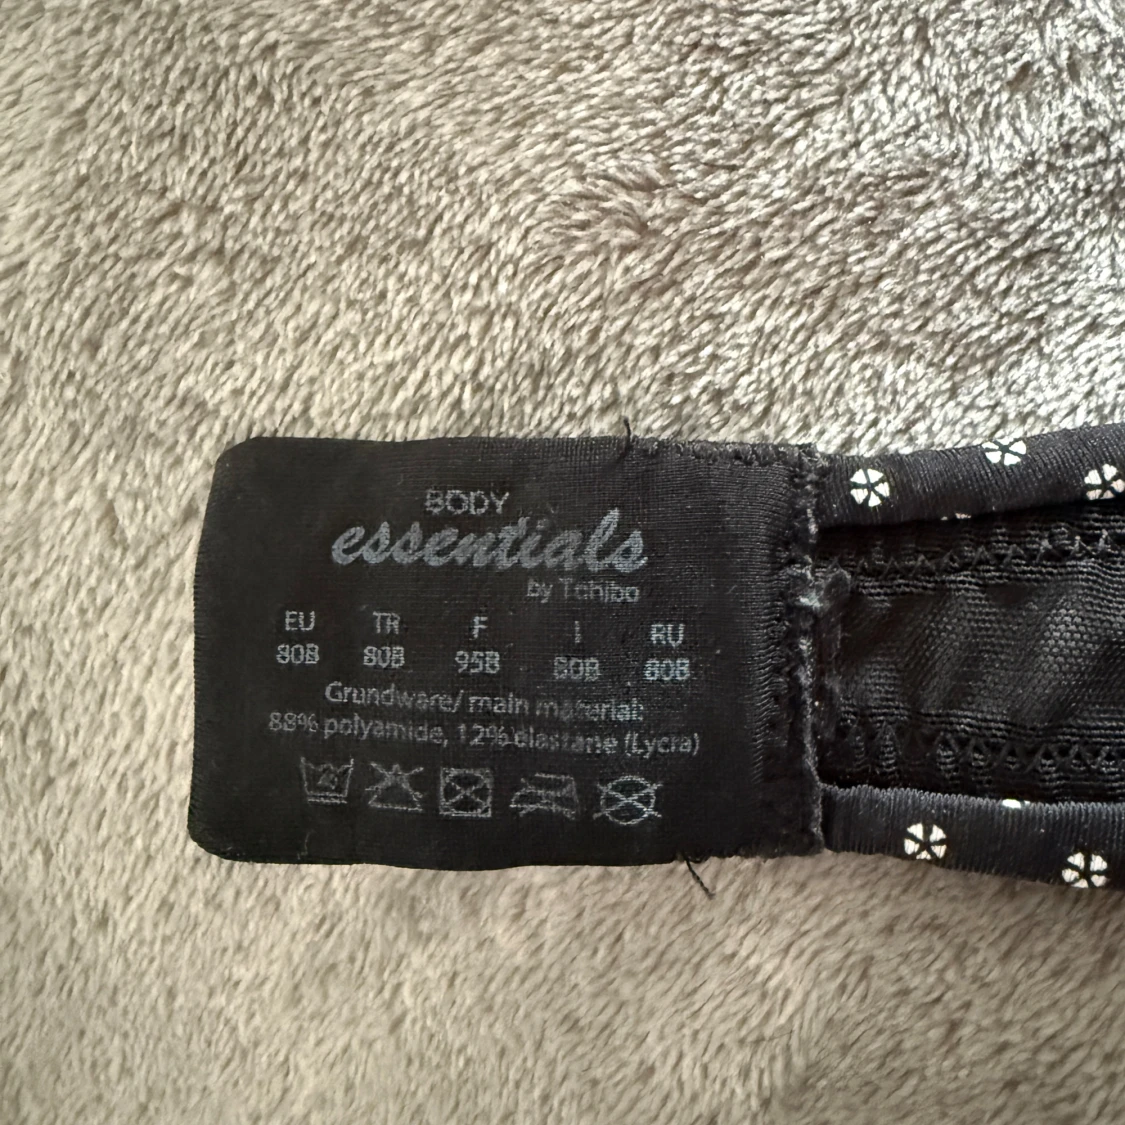 BODY
essentials
by Tchibo
EU TR F I RU
80B 80B 95B 80B 80B
Grundware/ main material:
88% polyamide, 12% elastane (Lycra)